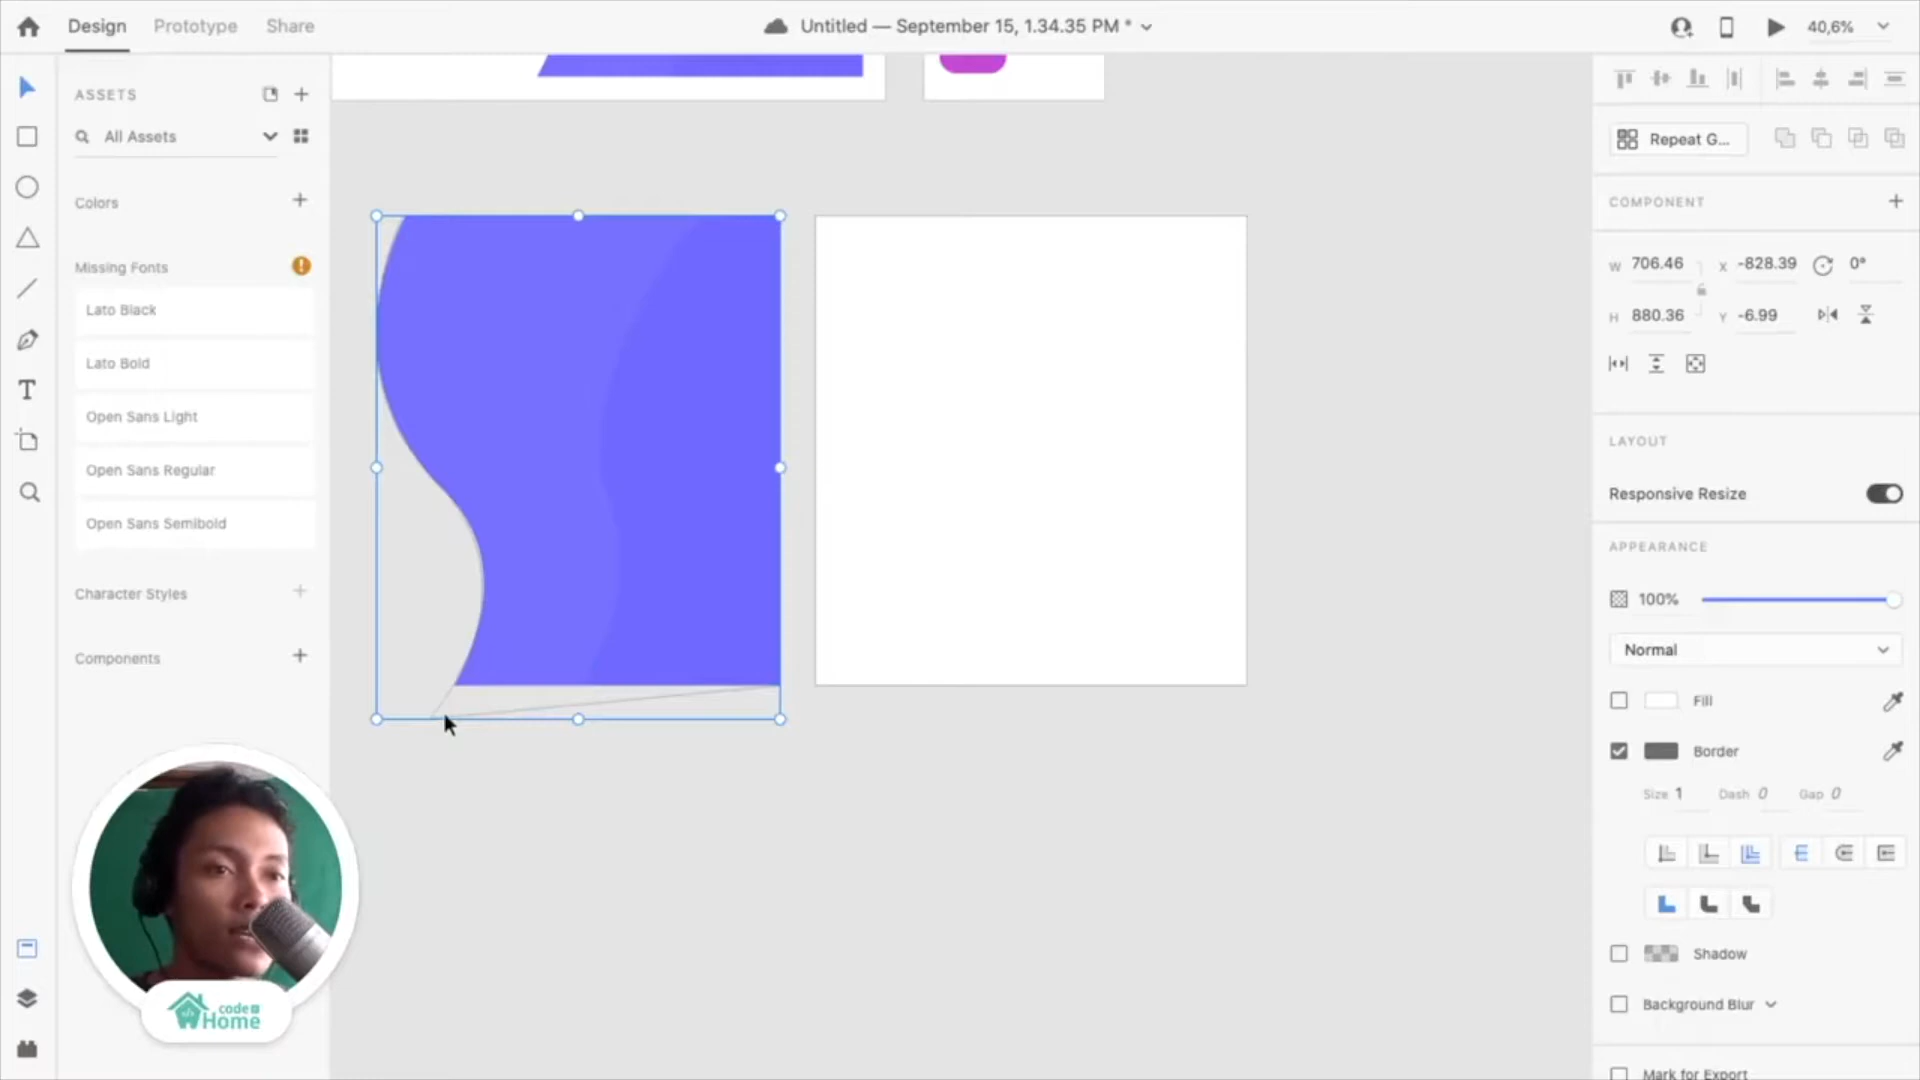 Design Prototype Share
Untitled — September 15, 1.34.35 PM *
40,6%
ASSETS
All Assets
Colors
Missing Fonts
Lato Black
Lato Bold
Open Sans Light
Open Sans Regular
Open Sans Semibold
Character Styles
Components
code@
Home
Repeat G...
COMPONENT
W 706.46 X -828.39 0°
H 880.36 Y -6.99
LAYOUT
Responsive Resize
APPEARANCE
100%
Normal
Fill
Border
Size 1 Dash 0 Gap 0
Shadow
Background Blur
Mark for Export